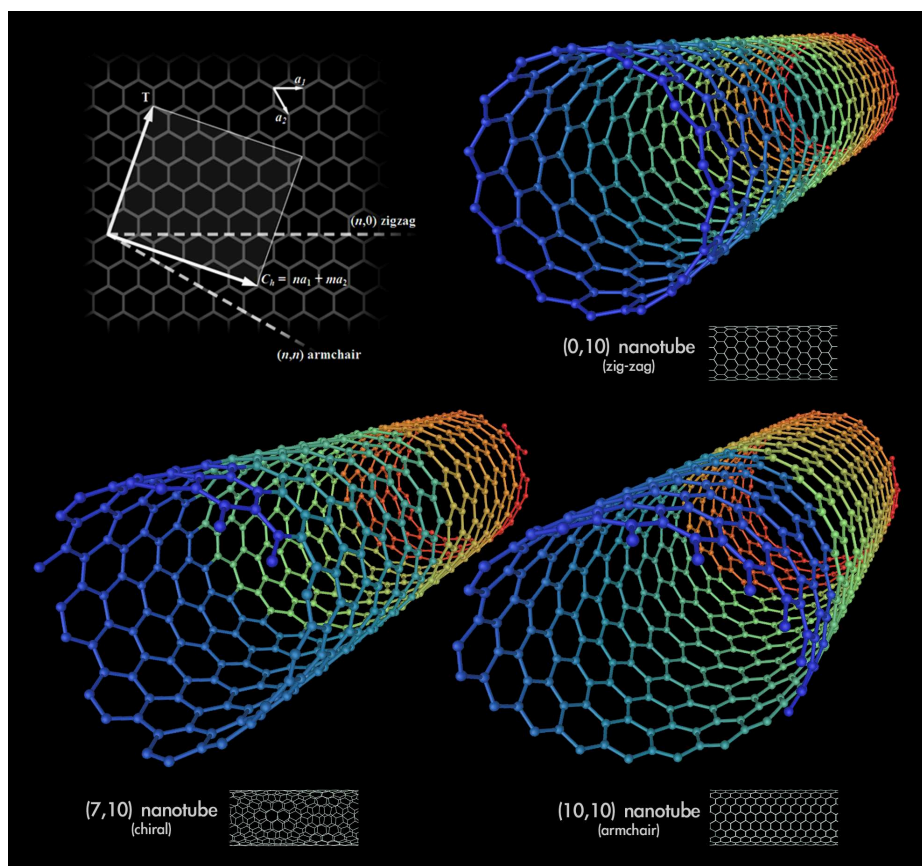 a₁
T
a₂
(n,0) zigzag
Cₕ = na₁ + ma₂
(n,n) armchair
(0,10) nanotube
(zig-zag)
(7,10) nanotube
(chiral)
(10,10) nanotube
(armchair)